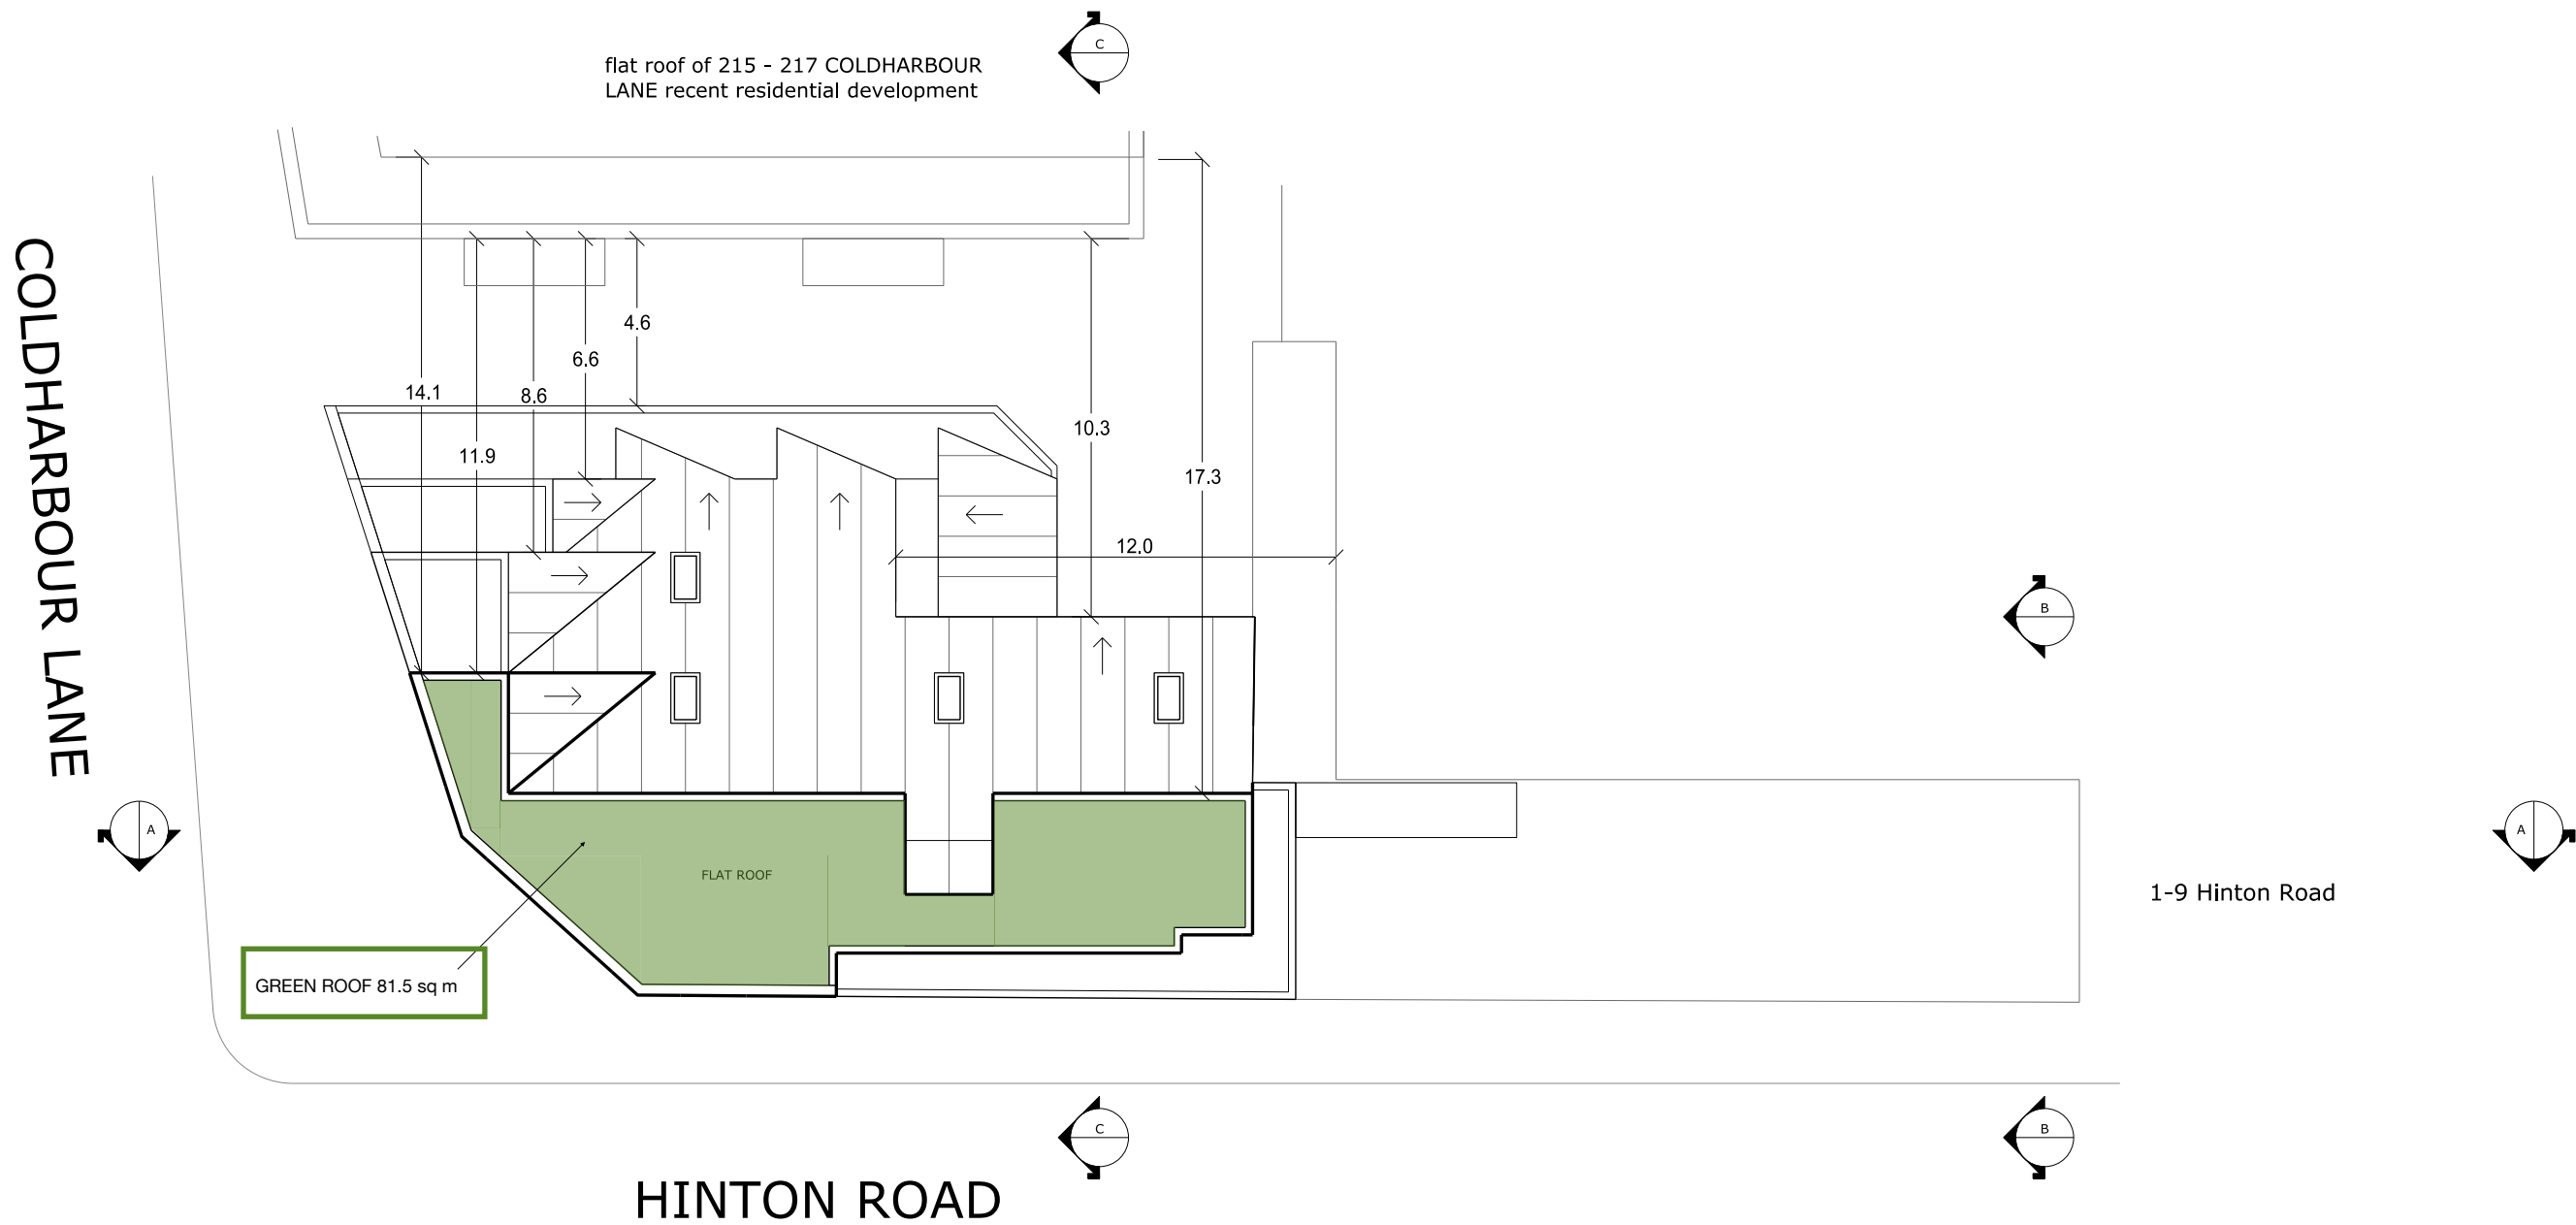 C
flat roof of 215 - 217 COLDHARBOUR
LANE recent residential development
COLDHARBOUR LANE
4.6
6.6
14.1
8.6
10.3
11.9
17.3
12.0
B
A
A
FLAT ROOF
1-9 Hinton Road
GREEN ROOF 81.5 sq m
C
B
HINTON ROAD